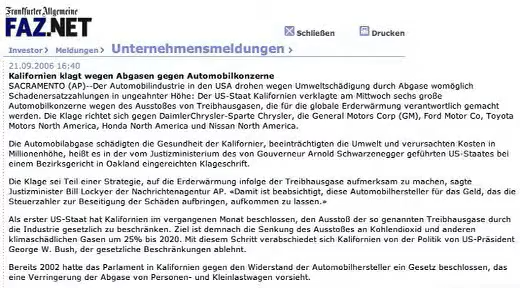 Frankfurter Allgemeine
FAZ.NET
Schließen
Drucken
Investor > Meldungen > Unternehmensmeldungen >
21.09.2006 16:40
Kalifornien klagt wegen Abgasen gegen Automobilkonzerne
SACRAMENTO (AP)--Der Automobilindustrie in den USA drohen wegen Umweltschädigung durch Abgase womöglich
Schadenersatzzahlungen in ungeahnter Höhe: Der US-Staat Kalifornien verklagte am Mittwoch sechs große
Automobilkonzerne wegen des Ausstoßes von Treibhausgasen, die für die globale Erderwärmung verantwortlich gemacht
werden. Die Klage richtet sich gegen DaimlerChrysler-Sparte Chrysler, die General Motors Corp (GM), Ford Motor Co, Toyota
Motors North America, Honda North America und Nissan North America.
Die Automobilabgase schädigten die Gesundheit der Kalifornier, beeinträchtigten die Umwelt und verursachten Kosten in
Millionenhöhe, heißt es in der vom Justizministerium des von Gouverneur Arnold Schwarzenegger geführten US-Staates bei
einem Bezirksgericht in Oakland eingereichten Klageschrift.
Die Klage sei Teil einer Strategie, auf die Erderwärmung infolge der Treibhausgase aufmerksam zu machen, sagte
Justizminister Bill Lockyer der Nachrichtenagentur AP. «Damit ist beabsichtigt, diese Automobilhersteller für das Geld, das die
Steuerzahler zur Beseitigung der Schäden aufbringen, aufkommen zu lassen.»
Als erster US-Staat hat Kalifornien im vergangenen Monat beschlossen, den Ausstoß der so genannten Treibhausgase durch
die Industrie gesetzlich zu beschränken. Ziel ist demnach die Senkung des Ausstoßes an Kohlendioxid und anderen
klimaschädlichen Gasen um 25% bis 2020. Mit diesem Schritt verabschiedet sich Kalifornien von der Politik von US-Präsident
George W. Bush, der gesetzliche Beschränkungen ablehnt.
Bereits 2002 hatte das Parlament in Kalifornien gegen den Widerstand der Automobilhersteller ein Gesetz beschlossen, das
eine Verringerung der Abgase von Personen- und Kleinlastwagen vorsieht.